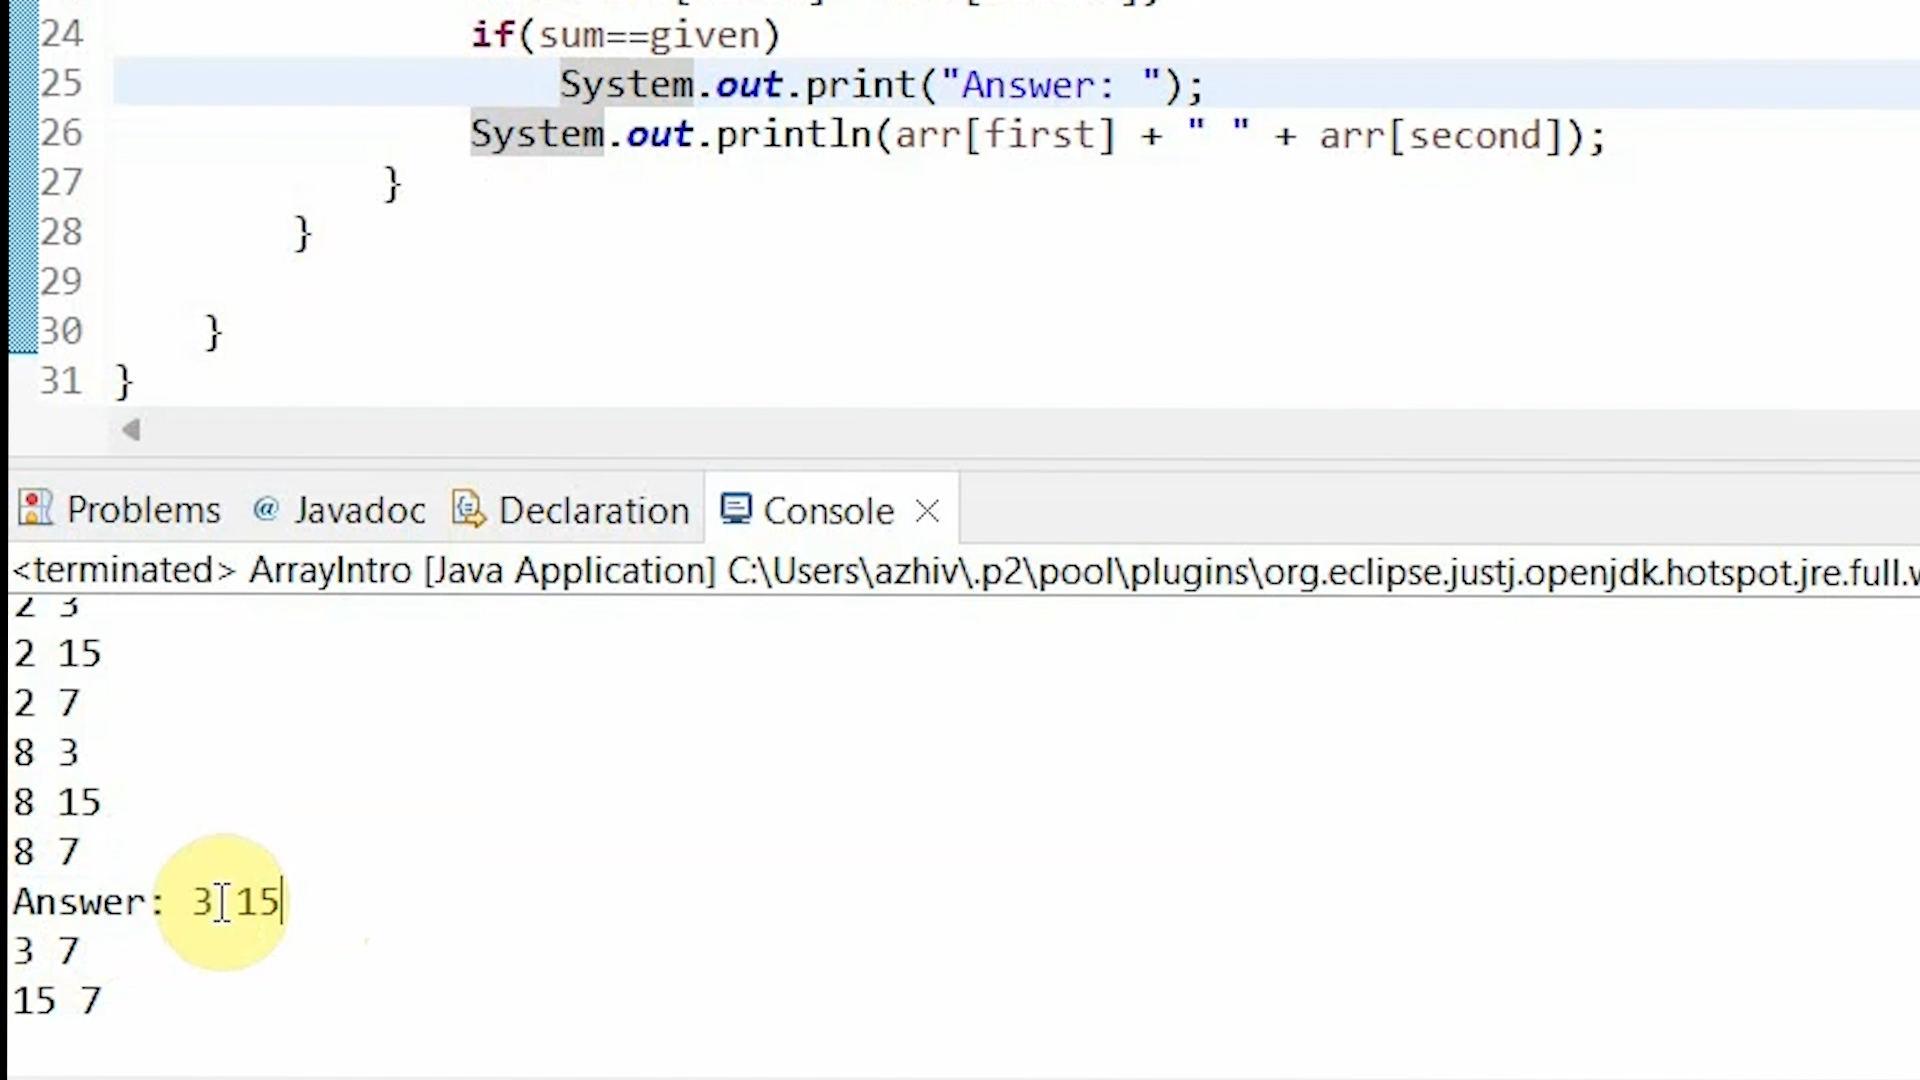 24 if(sum==given)
25 System.out.print("Answer: ");
26 System.out.println(arr[first] + " " + arr[second]);
27 }
28 }
29
30 }
31 }
Problems @ Javadoc Declaration Console
<terminated> ArrayIntro [Java Application] C:\Users\azhiv\.p2\pool\plugins\org.eclipse.justj.openjdk.hotspot.jre.full.w
2 3
2 15
2 7
8 3
8 15
8 7
Answer: 3 15
3 7
15 7